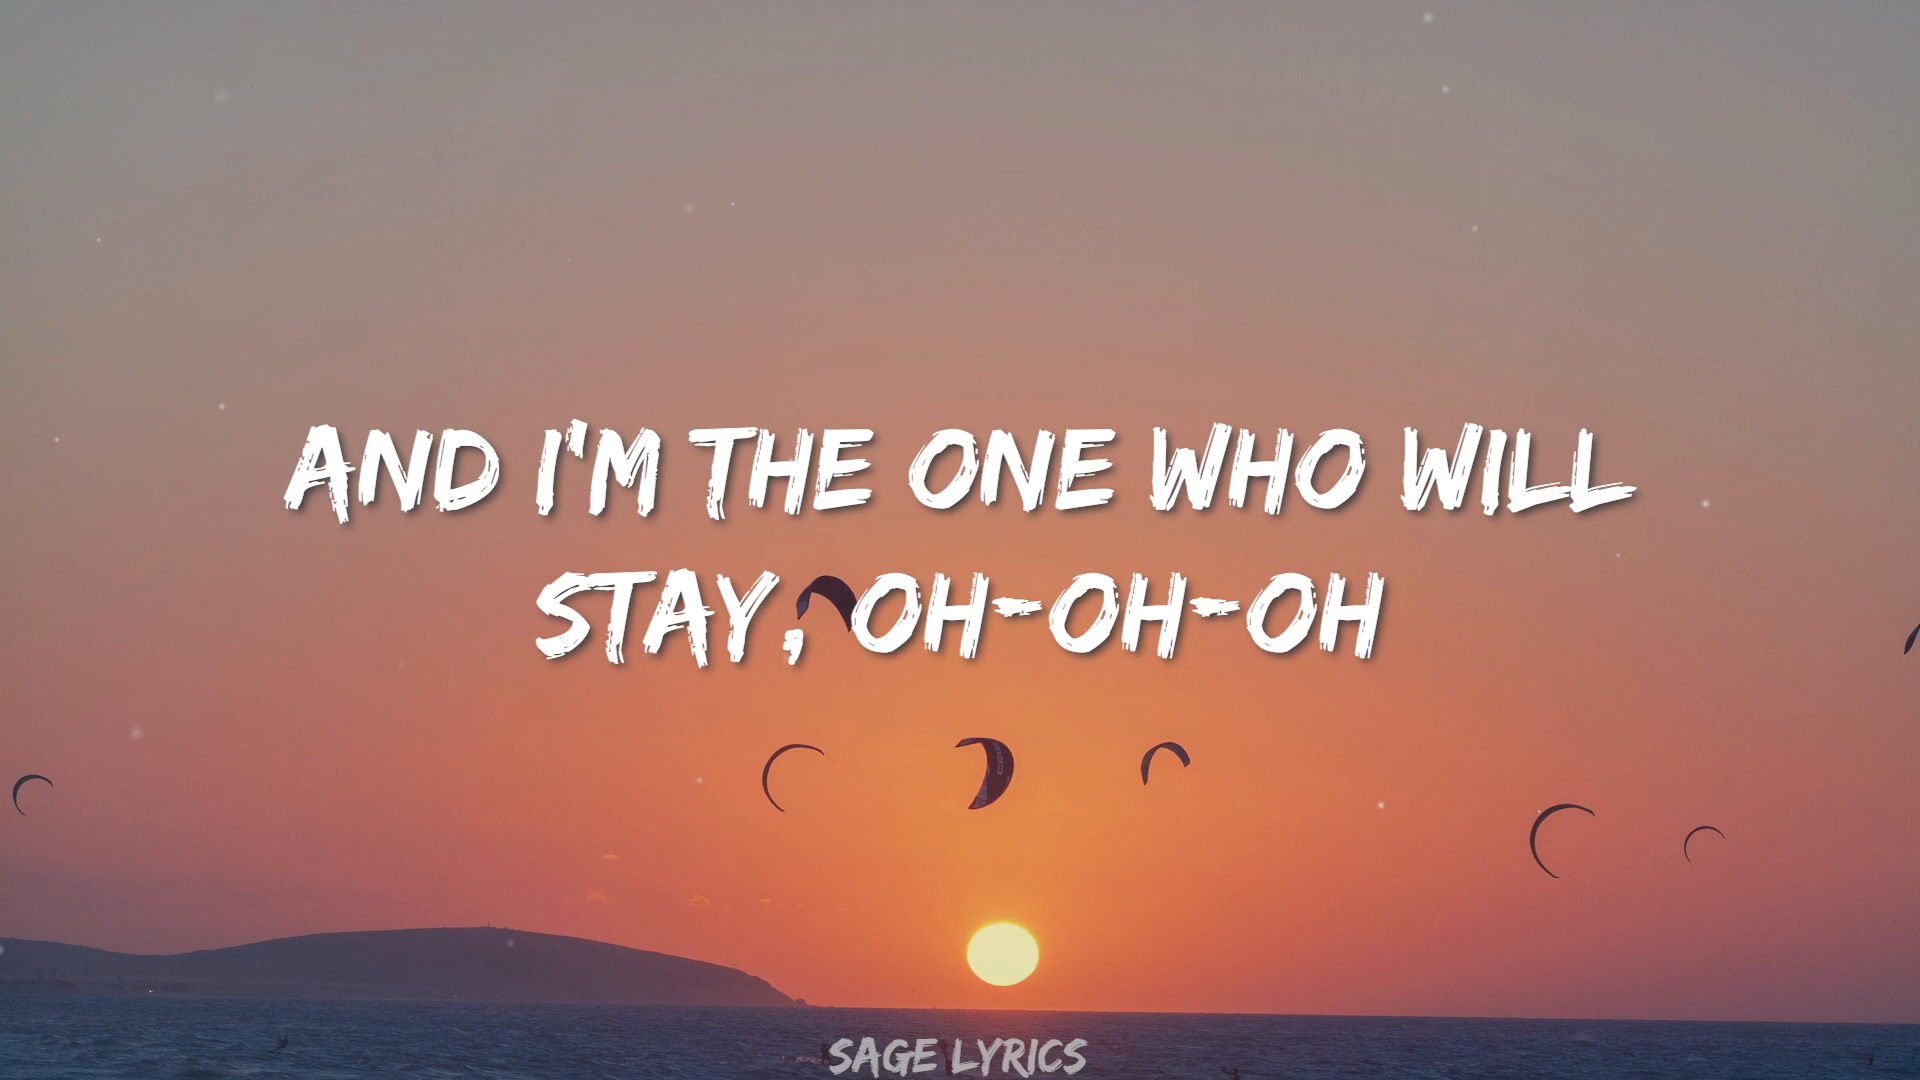 AND I'M THE ONE WHO WILL
STAY, OH-OH-OH
SAGE LYRICS